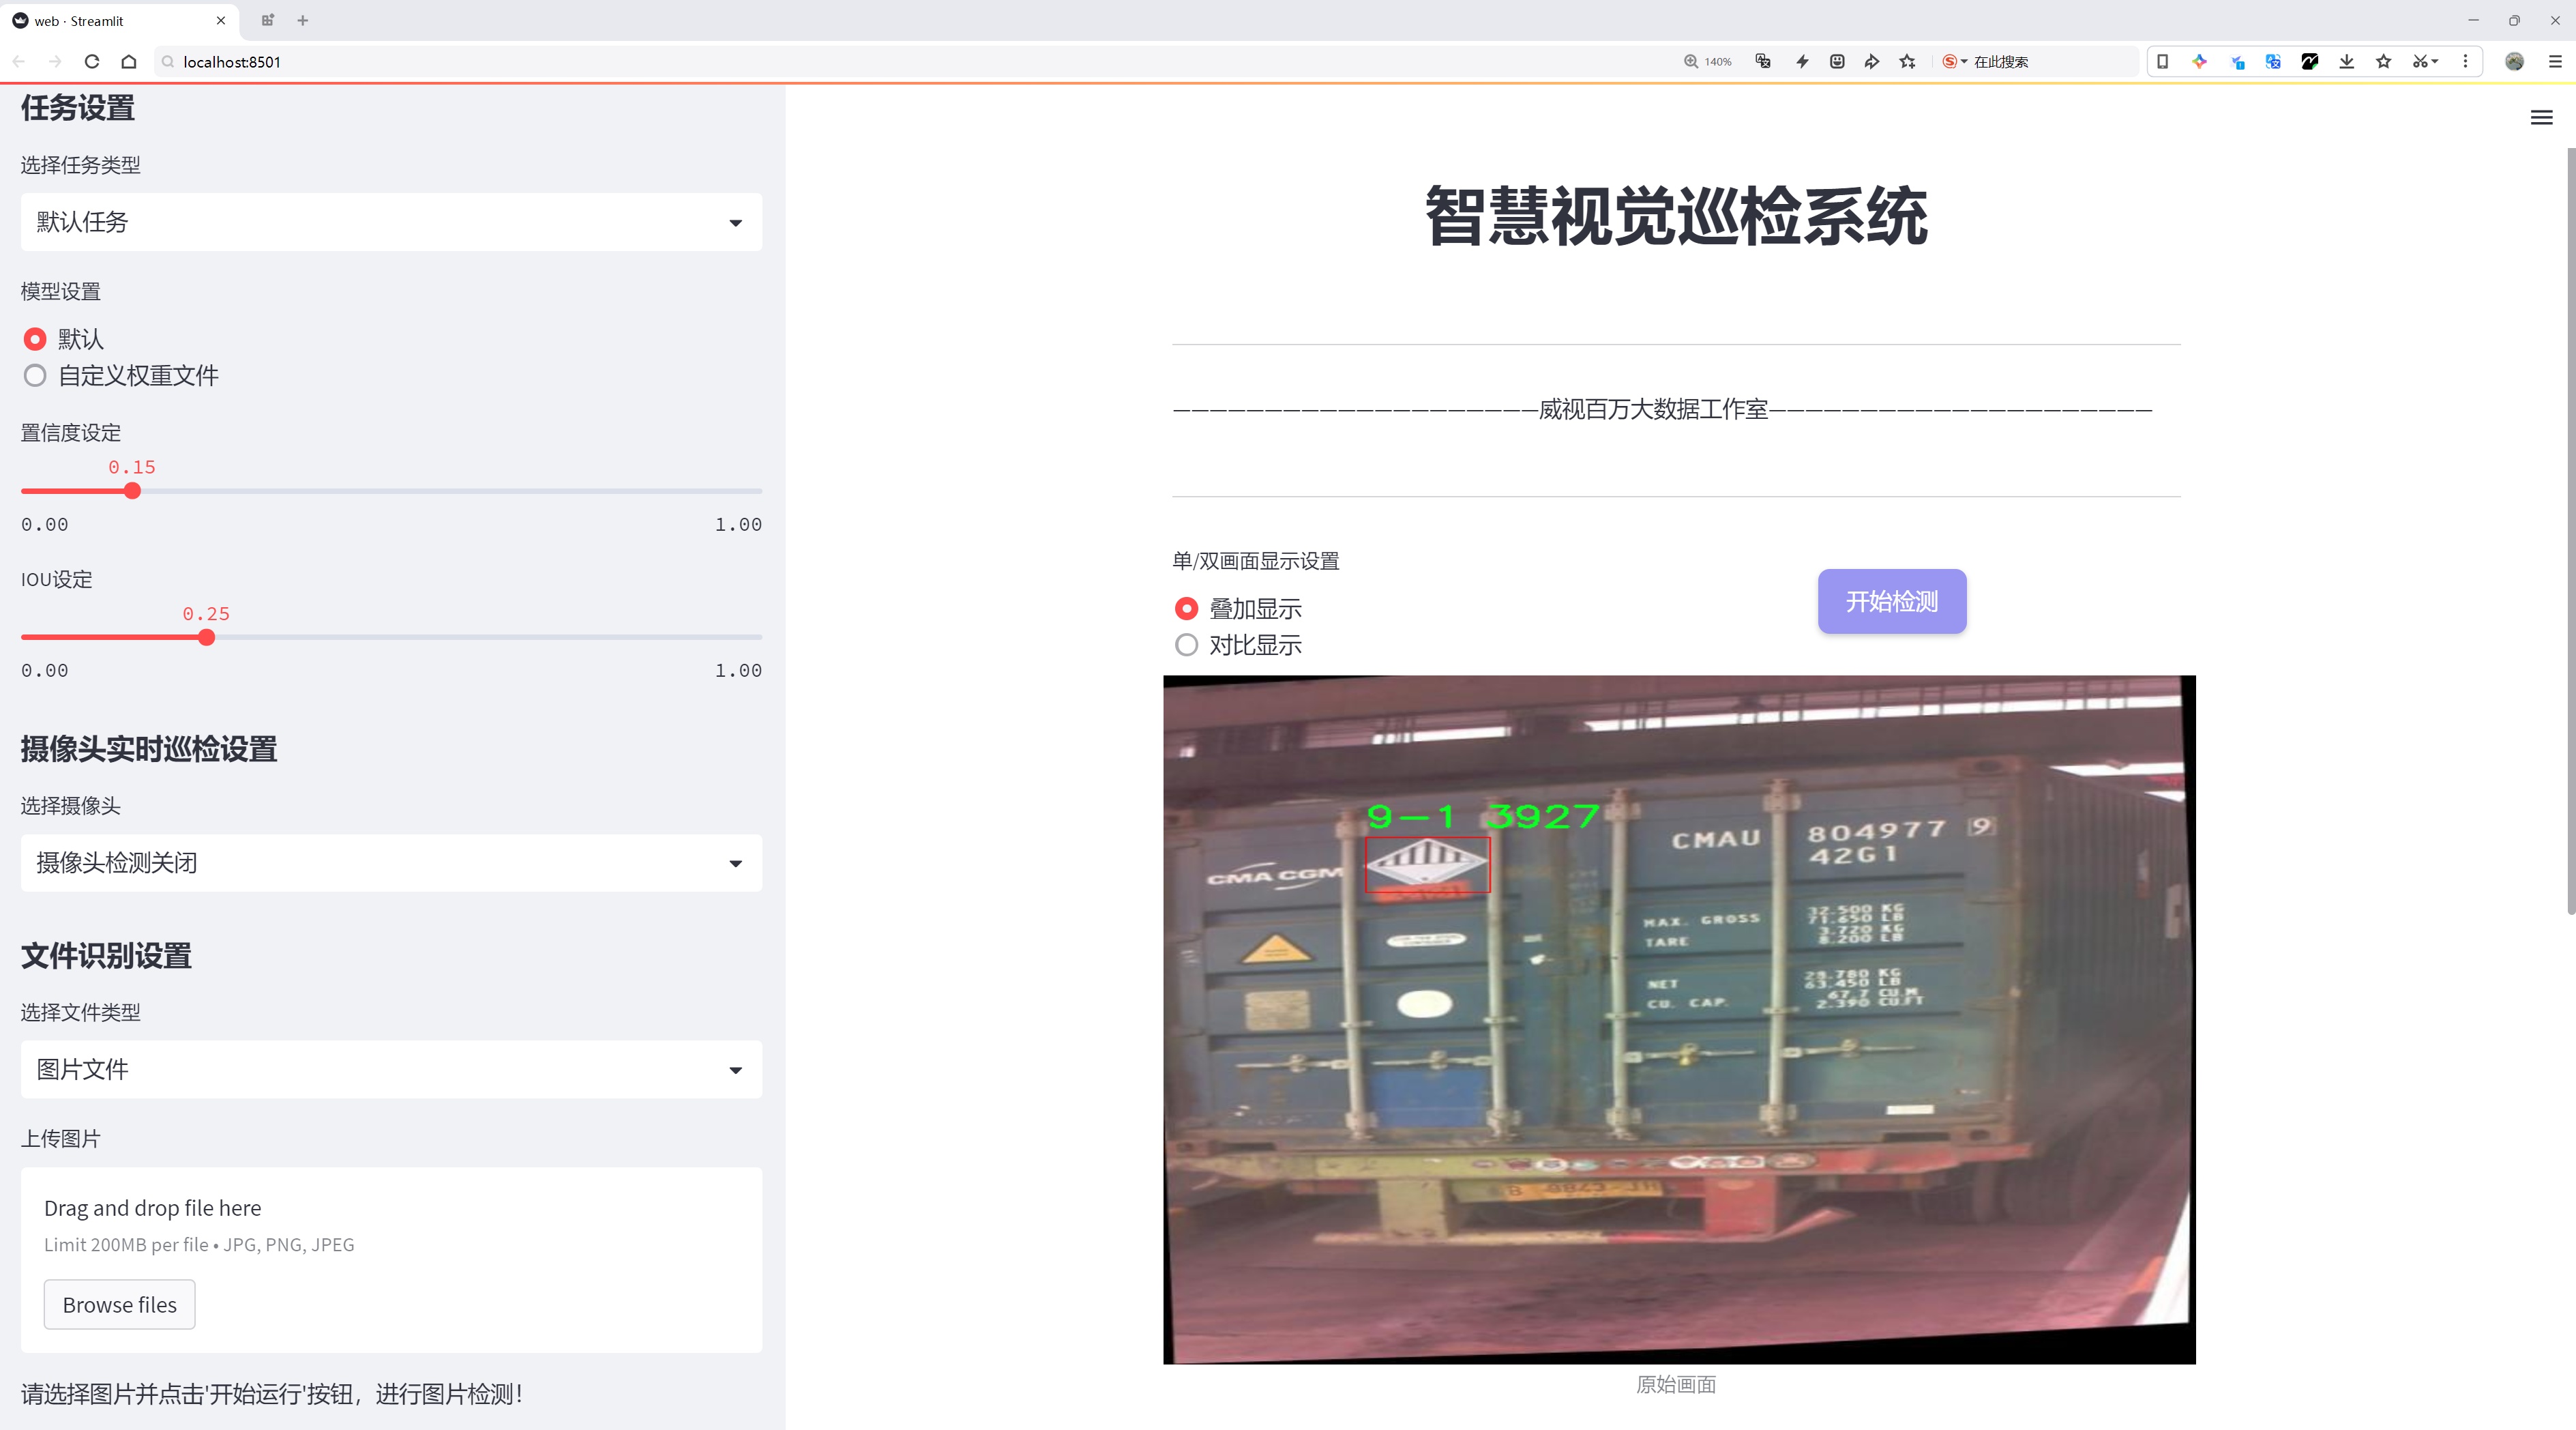 web · Streamlit
localhost:8501
140%
在此搜索
任务设置
选择任务类型
默认任务
模型设置
默认
自定义权重文件
置信度设定
0.15
0.00
1.00
IOU设定
0.25
0.00
1.00
摄像头实时巡检设置
选择摄像头
摄像头检测关闭
文件识别设置
选择文件类型
图片文件
上传图片
Drag and drop file here
Limit 200MB per file • JPG, PNG, JPEG
Browse files
请选择图片并点击'开始运行'按钮，进行图片检测！
智慧视觉巡检系统
————————————————————威视百万大数据工作室—————————————————————
单/双画面显示设置
叠加显示
对比显示
开始检测
9-1 3927
CMAU 804977 9
42G1
CMA CGM
MAX. GROSS 32.500 KG
71.650 LB
TARE 3.720 KG
8.200 LB
NET 28.780 KG
63.450 LB
CU. CAP. 67.7 CU.M
2.390 CU.FT
原始画面